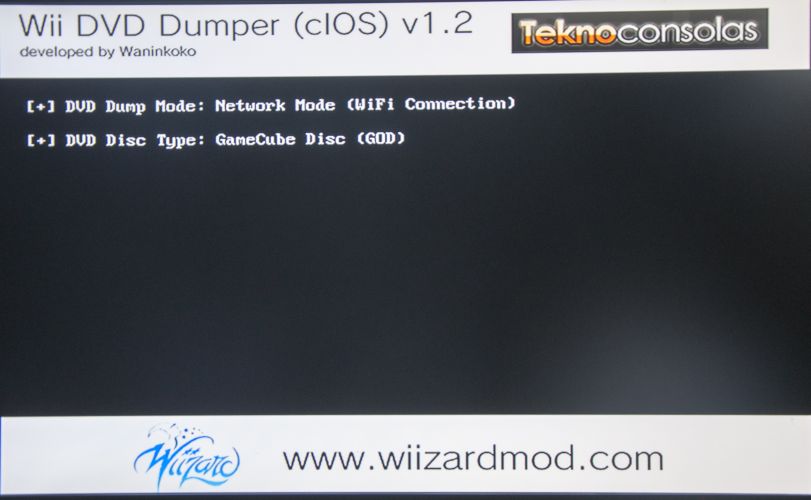 Wii DVD Dumper (cIOS) v1.2
Teknoconsolas
developed by Waninkoko
[+] DVD Dump Mode: Network Mode (WiFi Connection)
[+] DVD Disc Type: GameCube Disc (GOD)
Wiizard
www.wiizardmod.com